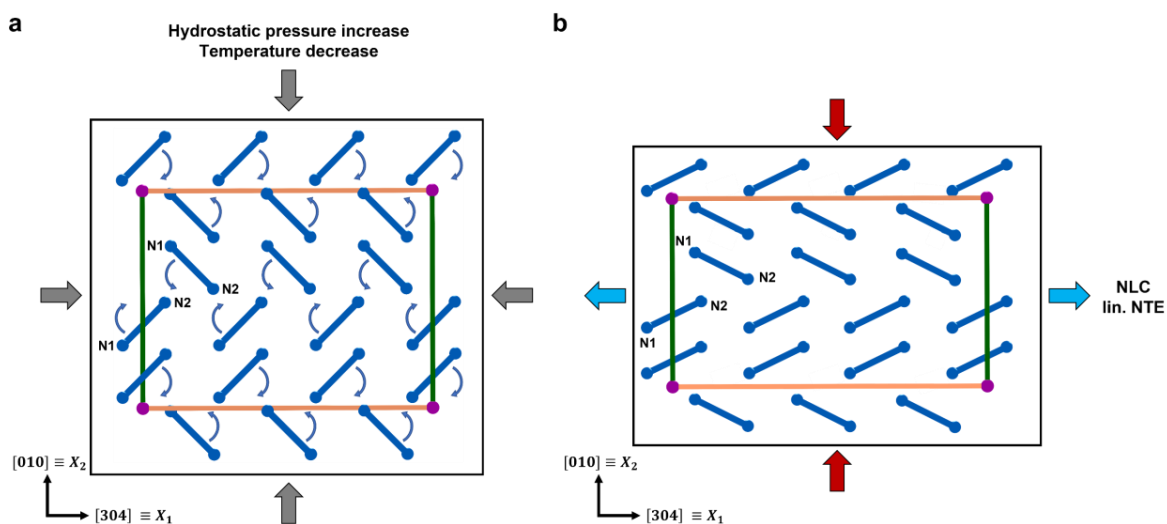 a
Hydrostatic pressure increase
Temperature decrease
N1
N2
N2
N1
[010] ≡ X₂
[304] ≡ X₁
b
N1
N2
N2
N1
NLC
lin. NTE
[010] ≡ X₂
[304] ≡ X₁